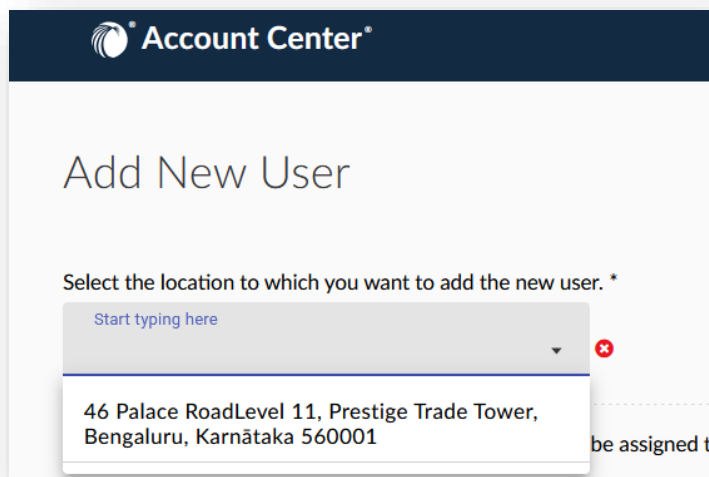 Account Center®
Add New User
Select the location to which you want to add the new user. *
Start typing here
46 Palace RoadLevel 11, Prestige Trade Tower,
Bengaluru, Karnātaka 560001
be assigned t